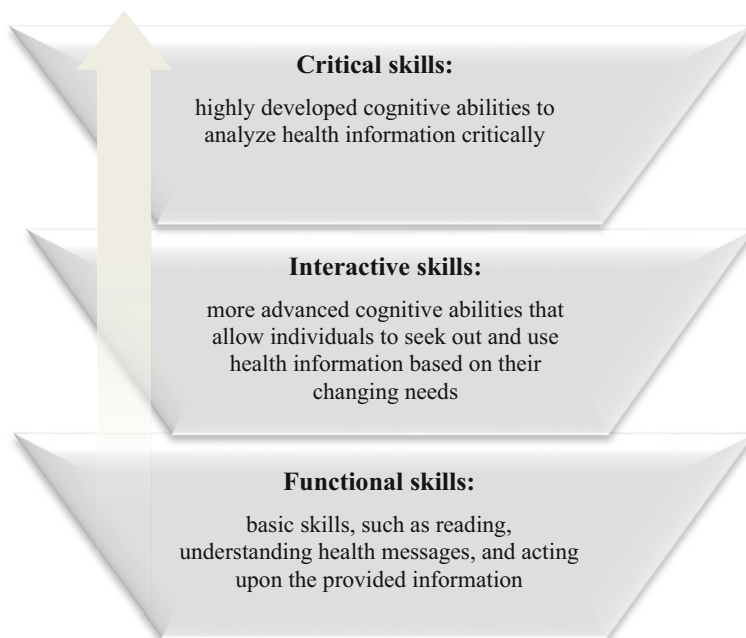 Critical skills:
highly developed cognitive abilities to
analyze health information critically
Interactive skills:
more advanced cognitive abilities that
allow individuals to seek out and use
health information based on their
changing needs
Functional skills:
basic skills, such as reading,
understanding health messages, and acting
upon the provided information